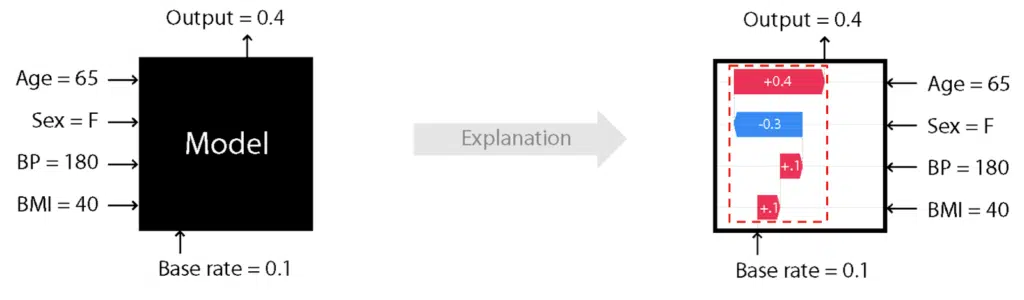 Output = 0.4
Age = 65
Sex = F
BP = 180
BMI = 40
Model
Base rate = 0.1
Explanation
Output = 0.4
+0.4
-0.3
+.1
+.1
Age = 65
Sex = F
BP = 180
BMI = 40
Base rate = 0.1